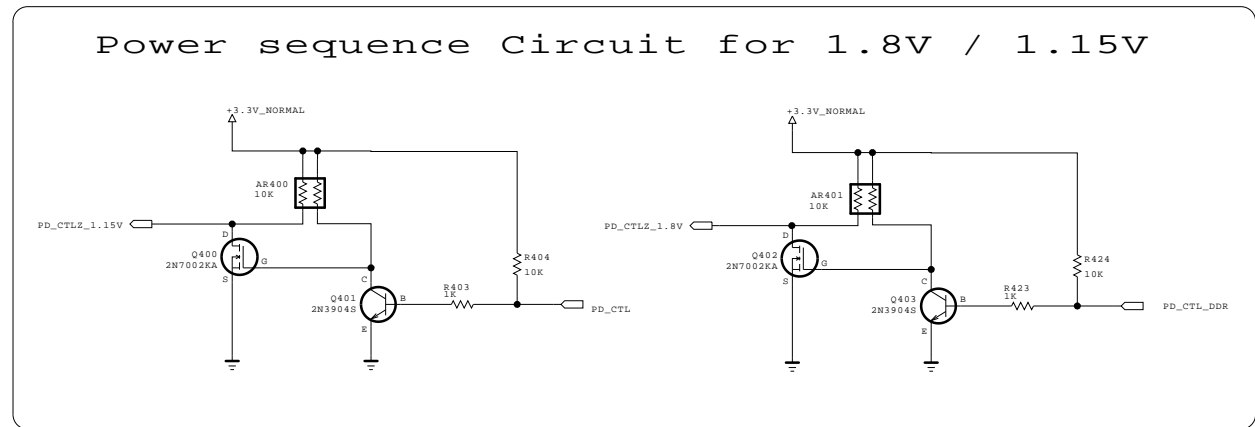 Power sequence Circuit for 1.8V / 1.15V
+3.3V_NORMAL
AR400
10K
PD_CTLZ_1.15V
D
Q400
2N7002KA
G
S
R404
10K
C
Q401
2N3904S
B
R403
1K
PD_CTL
E
+3.3V_NORMAL
AR401
10K
PD_CTLZ_1.8V
D
Q402
2N7002KA
G
S
R424
10K
C
Q403
2N3904S
B
R423
1K
PD_CTL_DDR
E